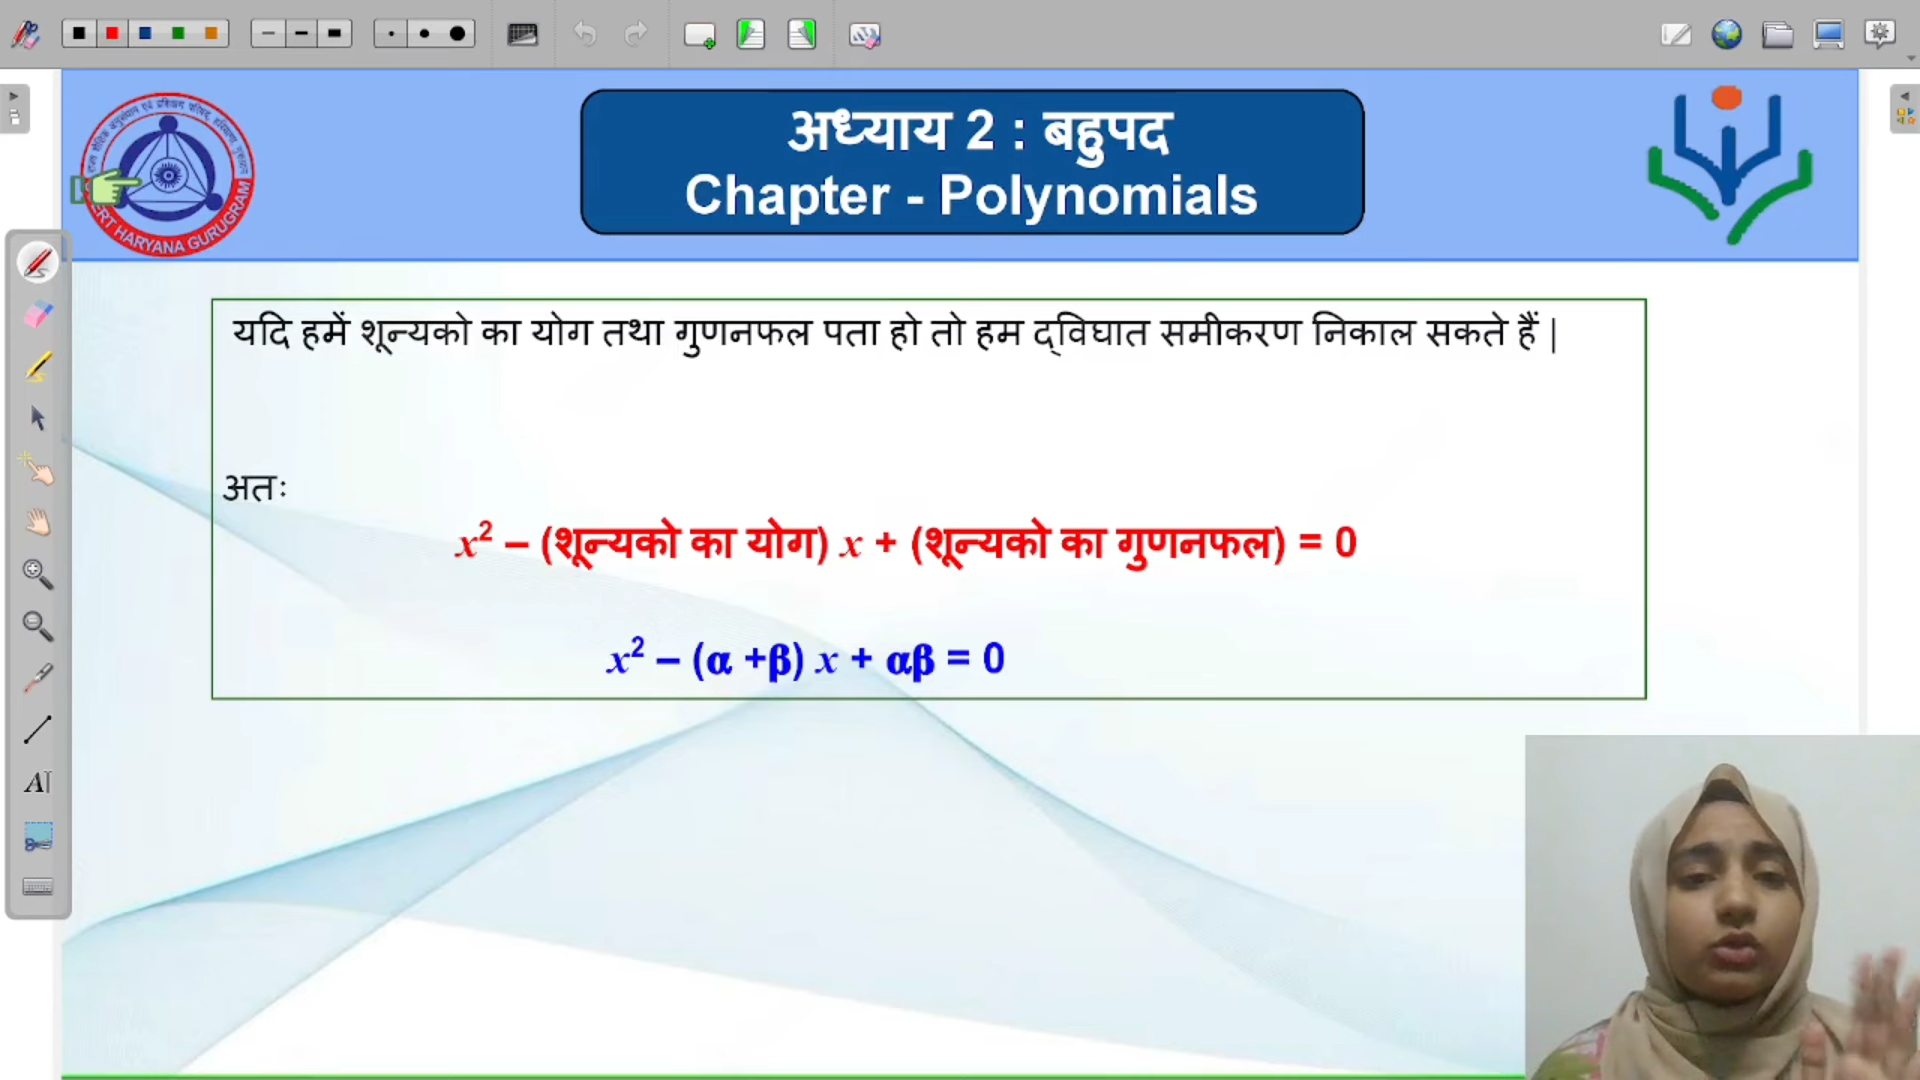 अध्याय 2 : बहुपद
Chapter - Polynomials
ERT HARYANA GURUGRAM
यदि हमें शून्यको का योग तथा गुणनफल पता हो तो हम द्विघात समीकरण निकाल सकते हैं |
अतः
x² – (शून्यको का योग) x + (शून्यको का गुणनफल) = 0
x² – (α +β) x + αβ = 0